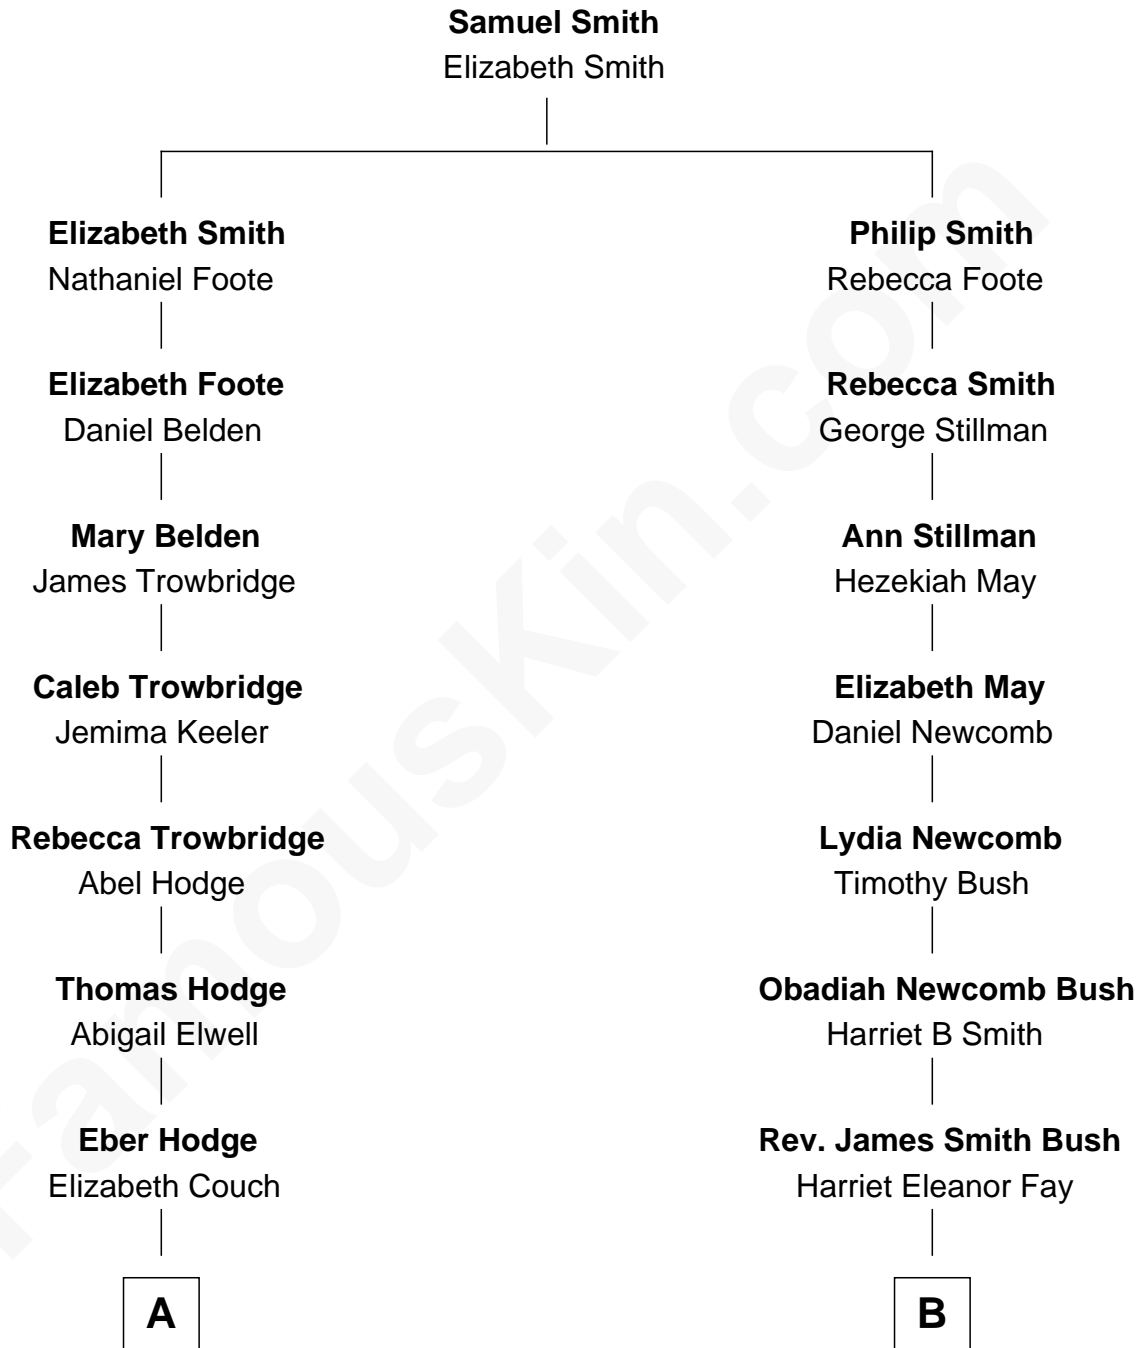 Samuel Smith
Elizabeth Smith
Elizabeth Smith
Nathaniel Foote
Elizabeth Foote
Daniel Belden
Mary Belden
James Trowbridge
Caleb Trowbridge
Jemima Keeler
Rebecca Trowbridge
Abel Hodge
Thomas Hodge
Abigail Elwell
Eber Hodge
Elizabeth Couch
A
Philip Smith
Rebecca Foote
Rebecca Smith
George Stillman
Ann Stillman
Hezekiah May
Elizabeth May
Daniel Newcomb
Lydia Newcomb
Timothy Bush
Obadiah Newcomb Bush
Harriet B Smith
Rev. James Smith Bush
Harriet Eleanor Fay
B
FamousKin.com